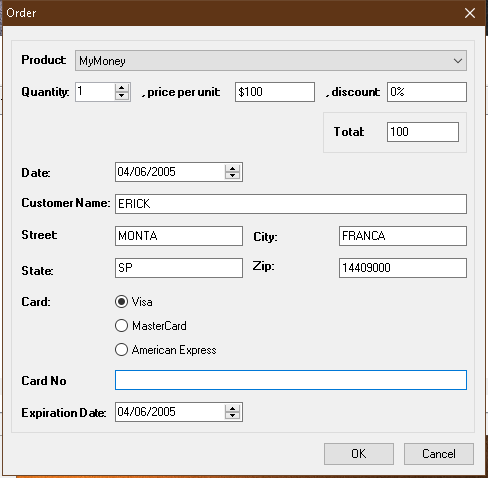 Order
Product: MyMoney
Quantity: 1 , price per unit: $100 , discount: 0%
Total: 100
Date: 04/06/2005
Customer Name: ERICK
Street: MONTA City: FRANCA
State: SP Zip: 14409000
Card: Visa
MasterCard
American Express
Card No
Expiration Date: 04/06/2005
OK Cancel